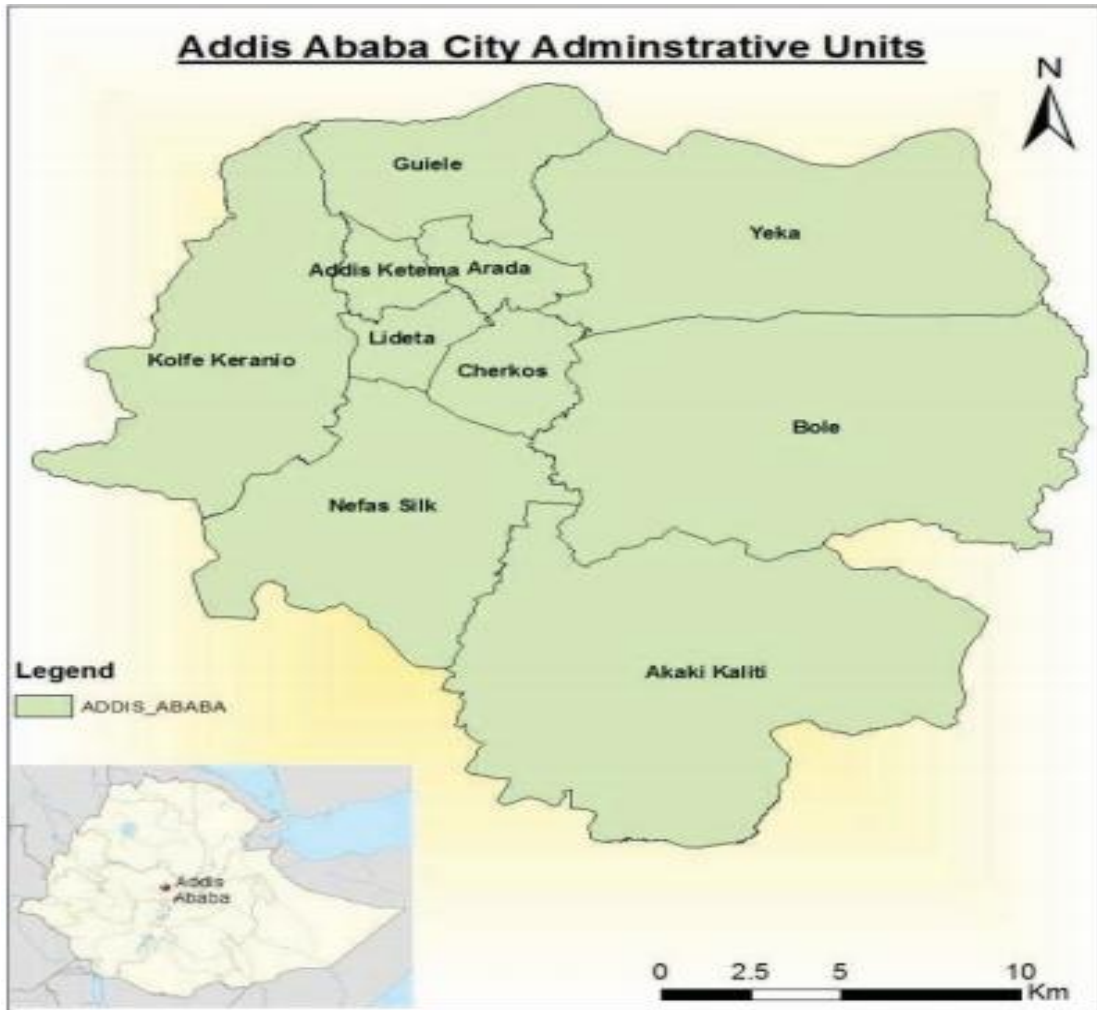 Addis Ababa City Adminstrative Units
N
Guiele
Yeka
Addis Ketema
Arada
Lideta
Kolfe Keranio
Cherkos
Bole
Nefas Silk
Akaki Kaliti
Legend
ADDIS_ABABA
Addis
Ababa
0 2.5 5 10
Km